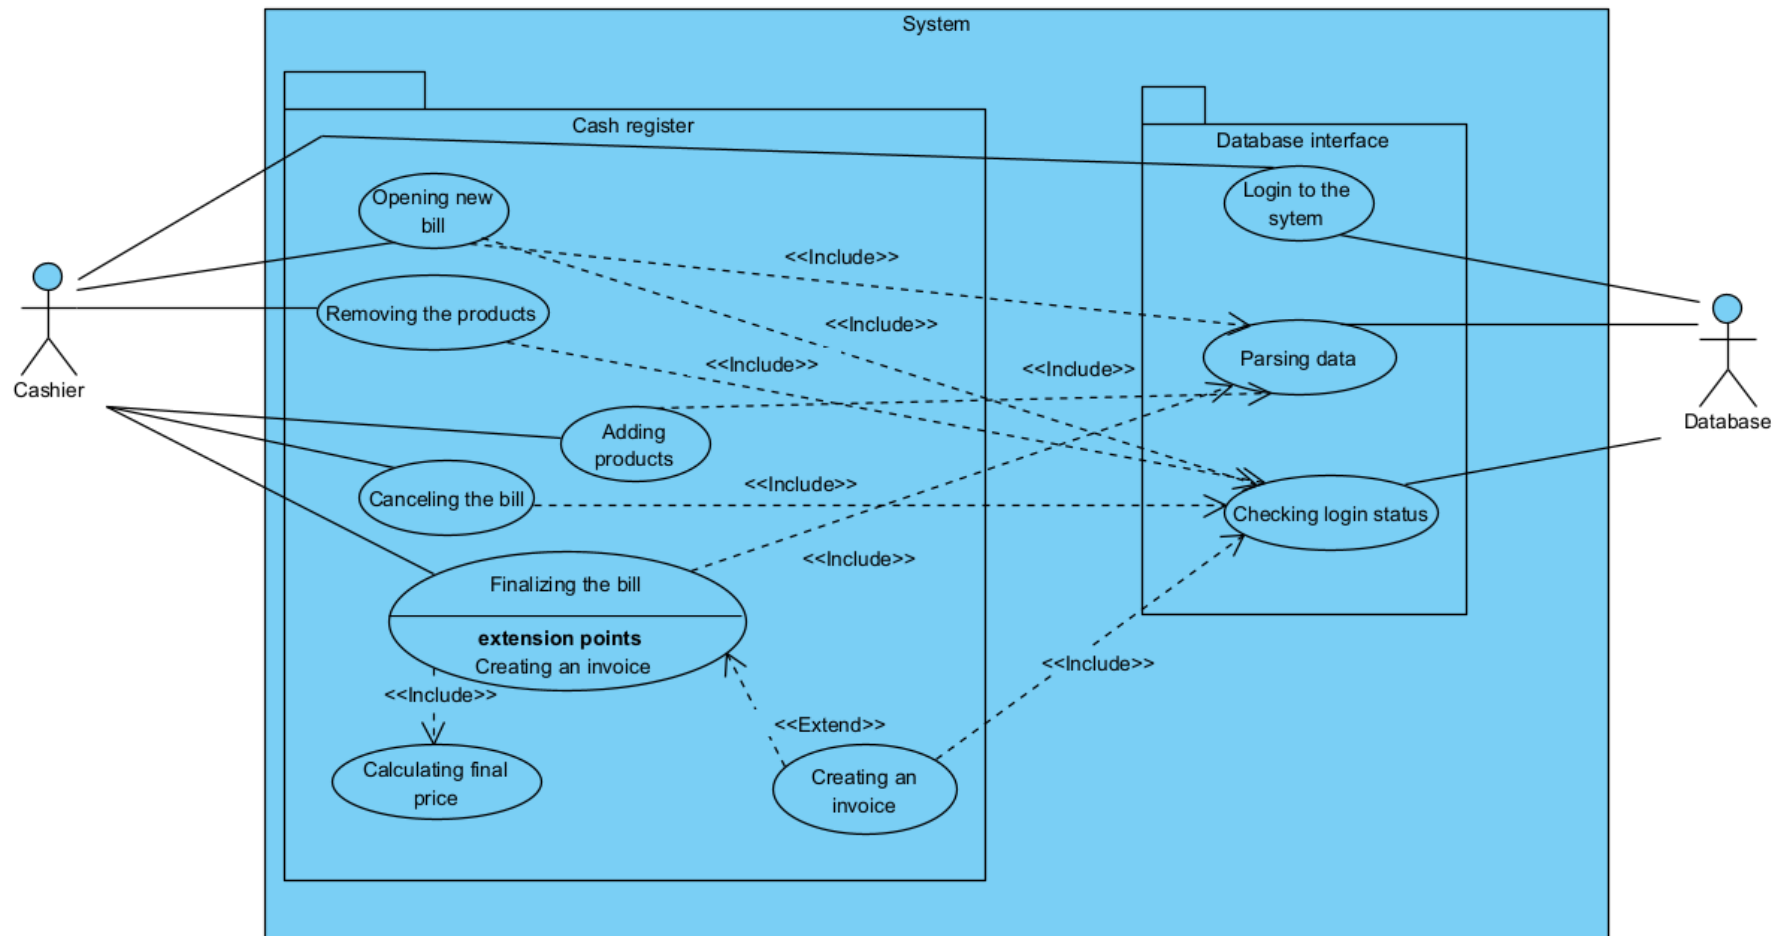 System
Cash register
Database interface
Opening new
bill
Login to the
sytem
<<Include>>
Removing the products
<<Include>>
<<Include>>
<<Include>>
Parsing data
Cashier
Database
Adding
products
Canceling the bill
<<Include>>
Checking login status
<<Include>>
Finalizing the bill
extension points
Creating an invoice
<<Include>>
<<Include>>
<<Extend>>
Calculating final
price
Creating an
invoice